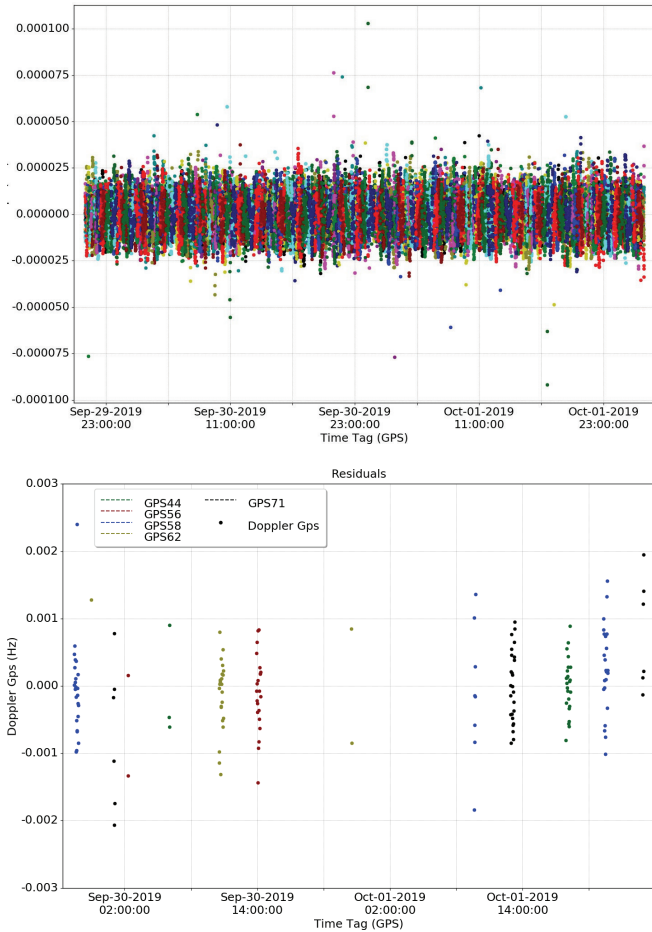 0.000100
0.000075
0.000050
0.000025
0.000000
-0.000025
-0.000050
-0.000075
-0.000100
Sep-29-2019 Sep-30-2019 Sep-30-2019 Oct-01-2019 Oct-01-2019
23:00:00 11:00:00 23:00:00 11:00:00 23:00:00
Time Tag (GPS)
Residuals
0.003
GPS44 GPS71
GPS56
GPS58 Doppler Gps
GPS62
0.002
0.001
0.000
-0.001
-0.002
-0.003
Doppler Gps (Hz)
Sep-30-2019 Sep-30-2019 Oct-01-2019 Oct-01-2019
02:00:00 14:00:00 02:00:00 14:00:00
Time Tag (GPS)